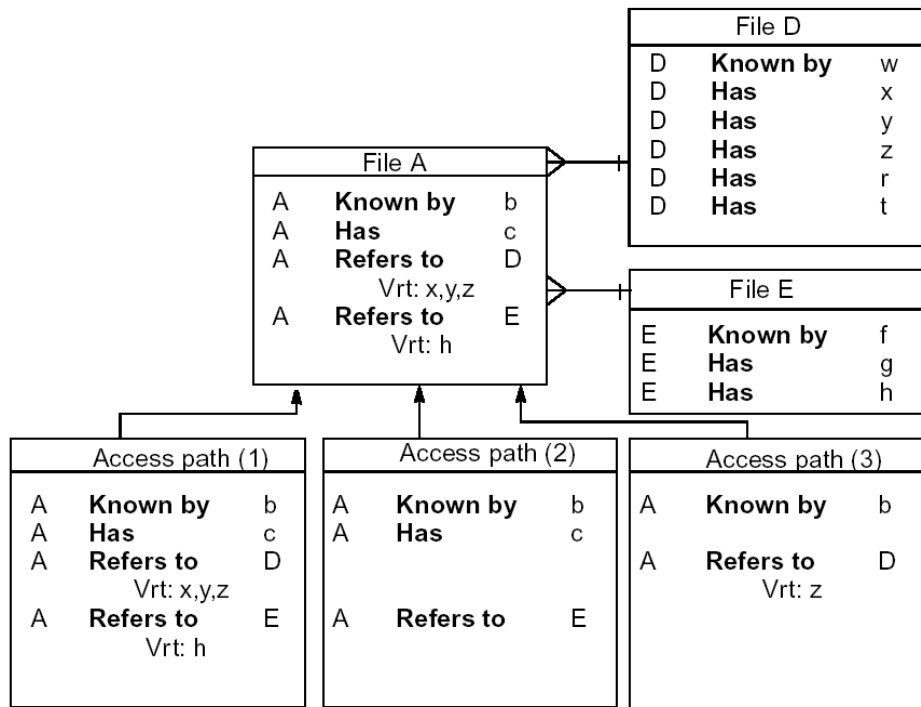 File D
D Known by w
D Has x
D Has y
D Has z
D Has r
D Has t
File A
A Known by b
A Has c
A Refers to D
Vrt: x,y,z
A Refers to E
Vrt: h
File E
E Known by f
E Has g
E Has h
Access path (1)
A Known by b
A Has c
A Refers to D
Vrt: x,y,z
A Refers to E
Vrt: h
Access path (2)
A Known by b
A Has c
A Refers to E
Access path (3)
A Known by b
A Refers to D
Vrt: z